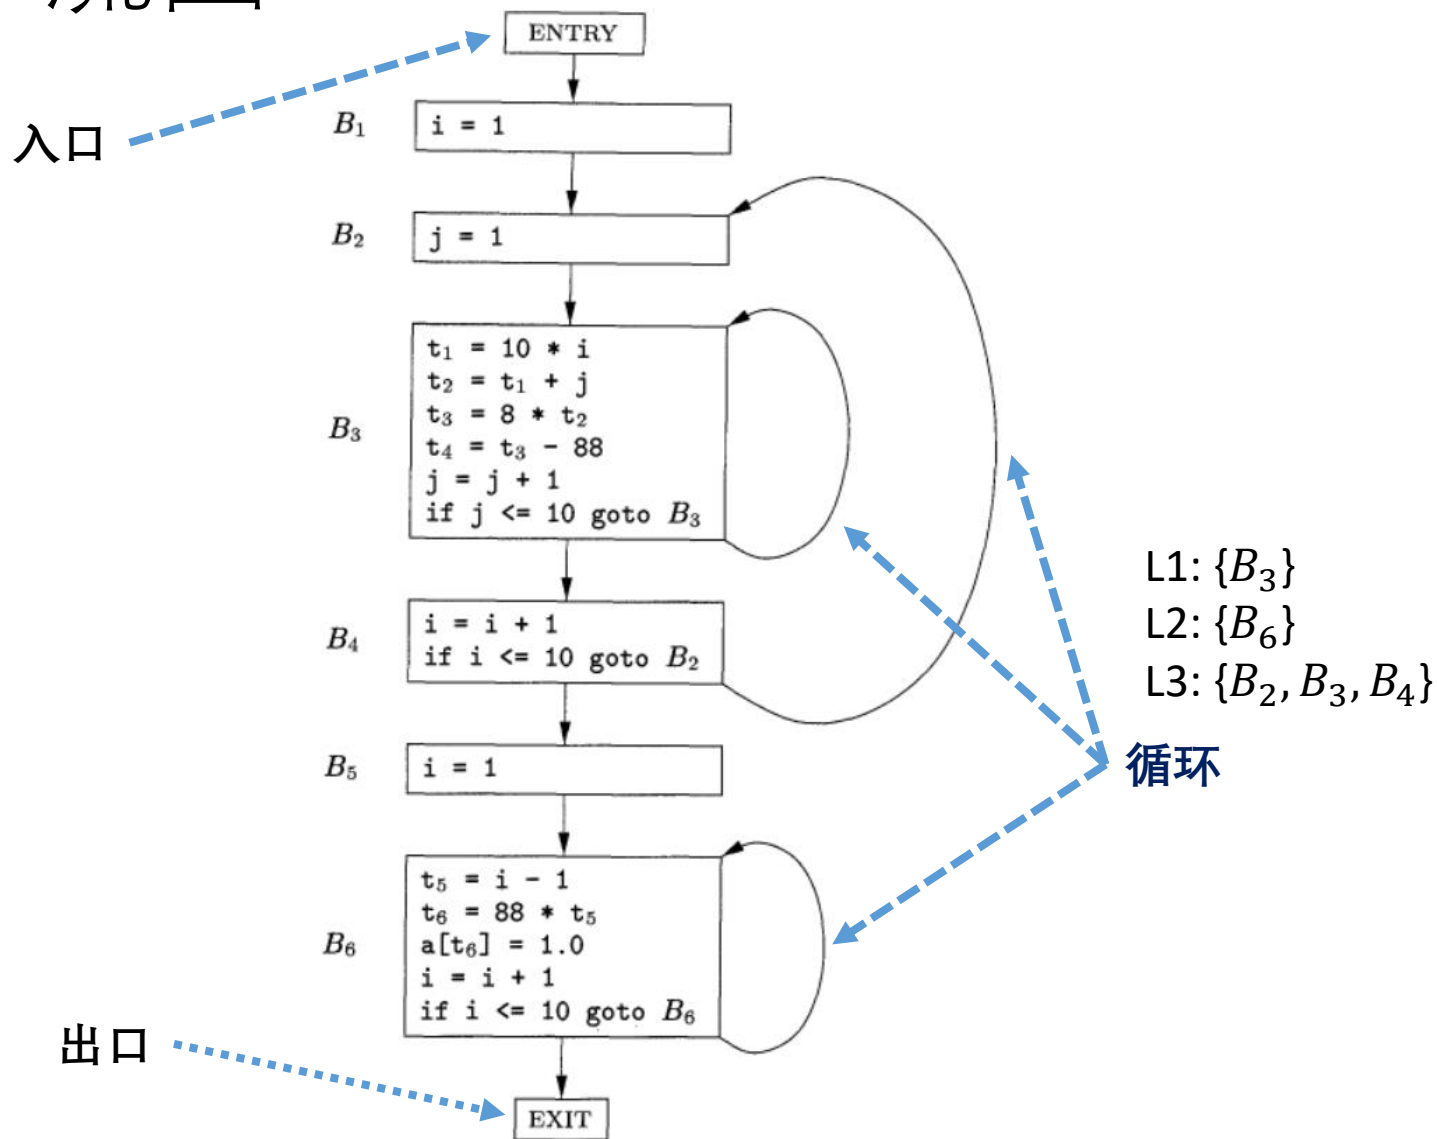 ENTRY
入口
B₁
i = 1
B₂
j = 1
B₃
t₁ = 10 * i
t₂ = t₁ + j
t₃ = 8 * t₂
t₄ = t₃ - 88
j = j + 1
if j <= 10 goto B₃
L1: {B₃}
L2: {B₆}
L3: {B₂, B₃, B₄}
循环
B₄
i = i + 1
if i <= 10 goto B₂
B₅
i = 1
B₆
t₅ = i - 1
t₆ = 88 * t₅
a[t₆] = 1.0
i = i + 1
if i <= 10 goto B₆
出口
EXIT